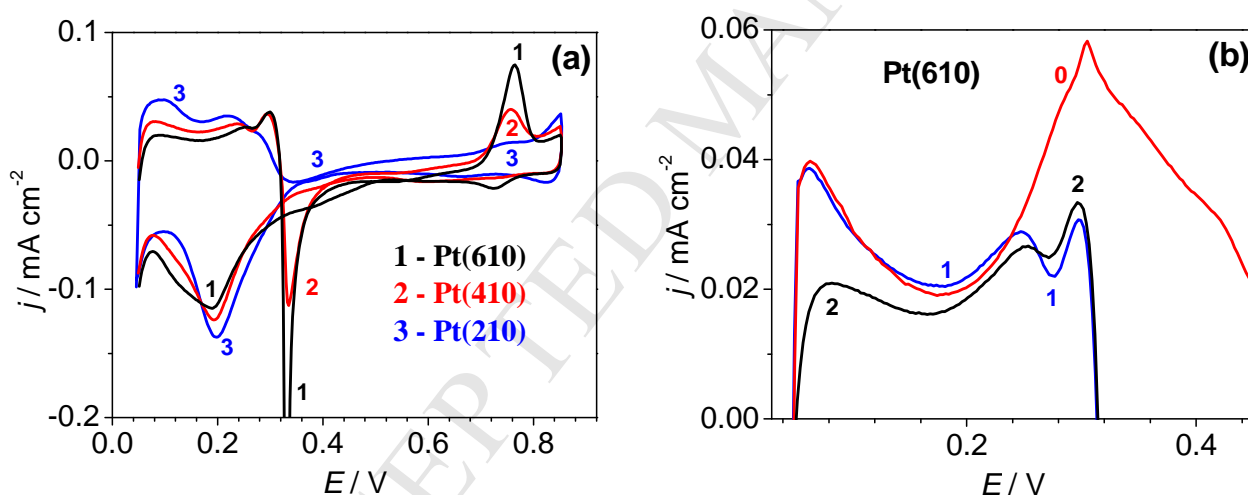 (a)
j / mA cm⁻²
0.1
0.0
-0.1
-0.2
3
1
2
3
3
1
3
2
1
1 - Pt(610)
2 - Pt(410)
3 - Pt(210)
0.0 0.2 0.4 0.6 0.8
E / V
(b)
j / mA cm⁻²
0.06
0.04
0.02
0.00
Pt(610)
0
2
1
1
2
0.2 0.4
E / V
PTED MA